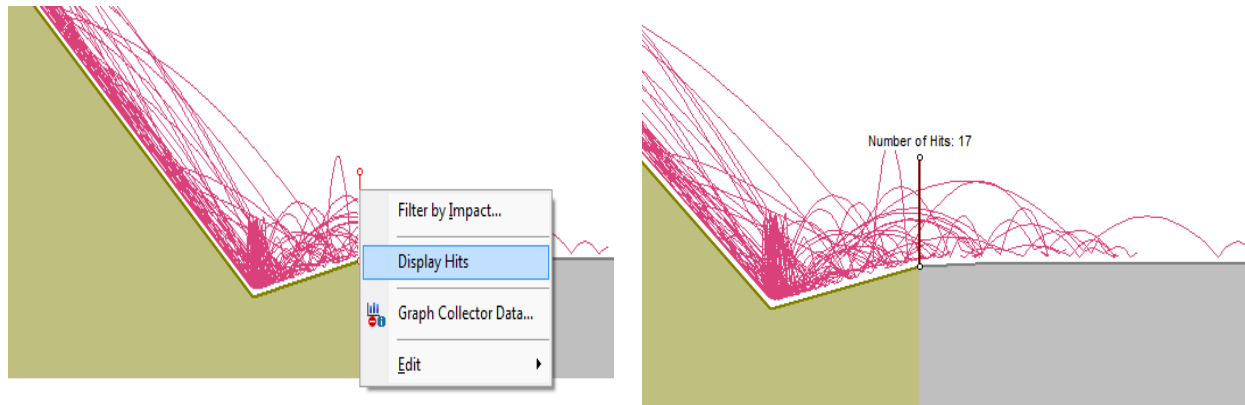 Filter by Impact...
Display Hits
Graph Collector Data...
Edit
Number of Hits: 17